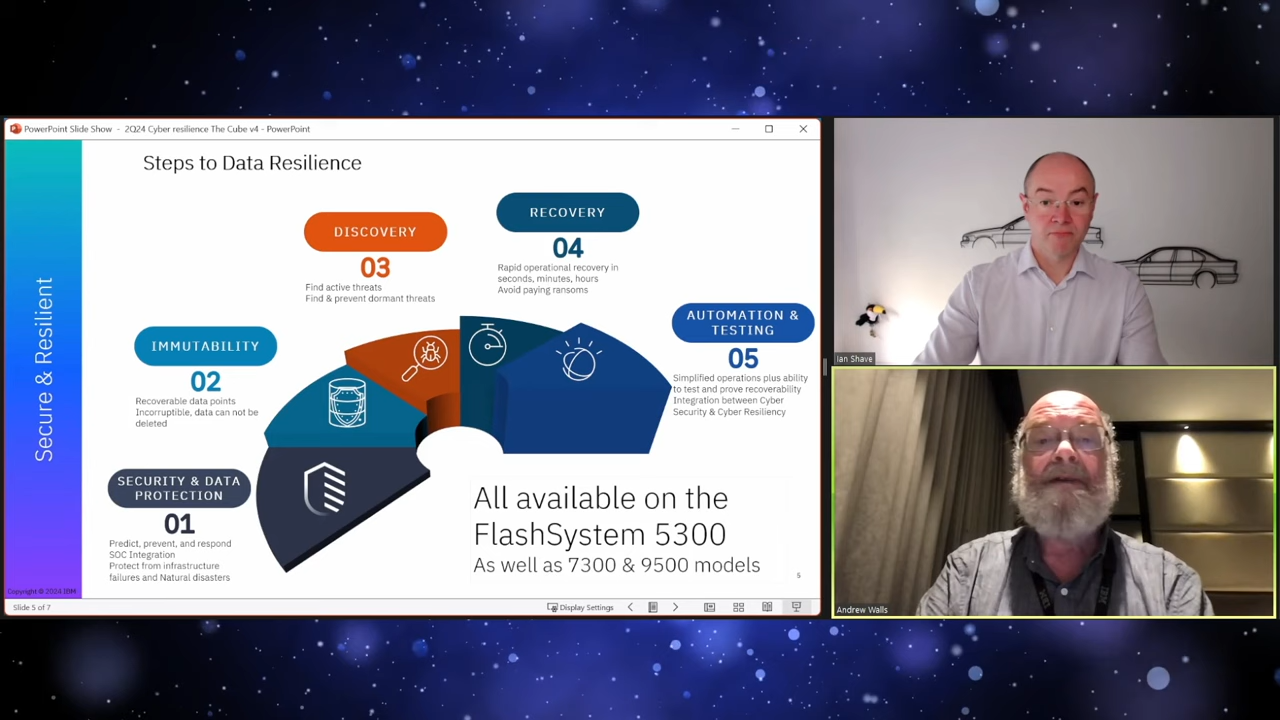 PowerPoint Slide Show - 2Q24 Cyber resilience The Cube v4 - PowerPoint
Secure & Resilient
Steps to Data Resilience
SECURITY & DATA
PROTECTION
01
Predict, prevent, and respond
SOC Integration
Protect from infrastructure
failures and Natural disasters
IMMUTABILITY
02
Recoverable data points
Incorruptible, data can not be
deleted
DISCOVERY
03
Find active threats
Find & prevent dormant threats
RECOVERY
04
Rapid operational recovery in
seconds, minutes, hours
Avoid paying ransoms
AUTOMATION &
TESTING
05
Simplified operations plus ability
to test and prove recoverability
Integration between Cyber
Security & Cyber Resiliency
All available on the
FlashSystem 5300
As well as 7300 & 9500 models
5
Copyright © 2024 IBM
Slide 5 of 7
Display Settings
Ian Shave
Andrew Walls